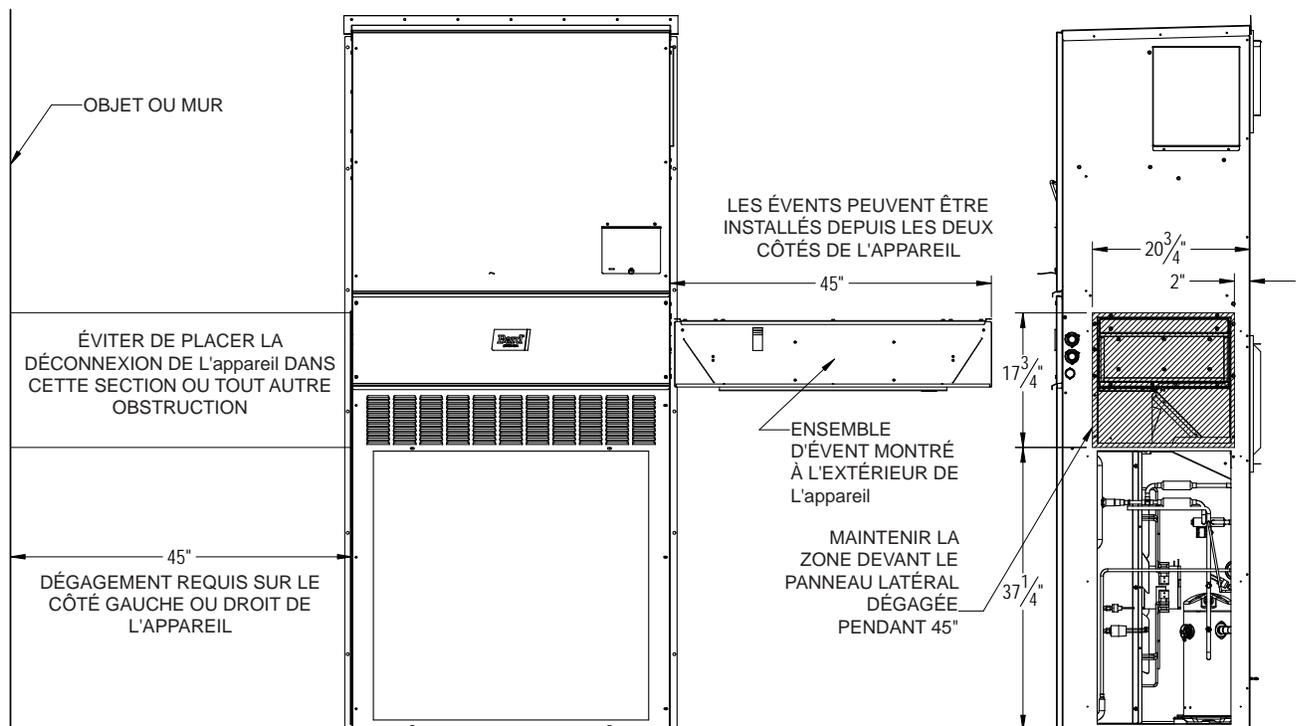 OBJET OU MUR
LES ÉVENTS PEUVENT ÊTRE
INSTALLÉS DEPUIS LES DEUX
CÔTÉS DE L'APPAREIL
45"
20 3/4"
2"
ÉVITER DE PLACER LA
DÉCONNEXION DE L'appareil DANS
CETTE SECTION OU TOUT AUTRE
OBSTRUCTION
Bard
17 3/4"
ENSEMBLE
D'ÉVENT MONTRÉ
À L'EXTÉRIEUR DE
L'appareil
MAINTENIR LA
ZONE DEVANT LE
PANNEAU LATÉRAL
DÉGAGÉE
PENDANT 45"
45"
DÉGAGEMENT REQUIS SUR LE
CÔTÉ GAUCHE OU DROIT DE
L'APPAREIL
37 1/4"